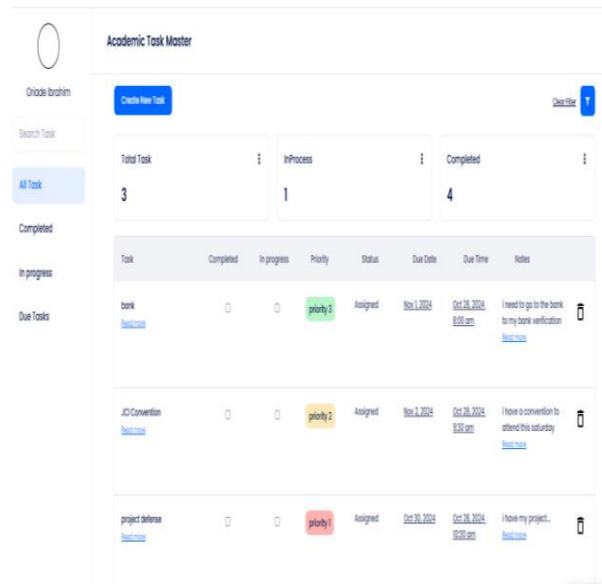 Academic Task Master
Oriade Ibrahim
Search Task
All Task
Completed
In progress
Due Tasks
Create New Task
Clear Filter
Total Task
3
InProcess
1
Completed
4
Task Completed In progress Priority Status Due Date Due Time Notes
bank priority 3 Assigned Nov 1, 2024 Oct 28, 2024 i need to go to the bank
Read more 8:00 am to my bank verification
Read more
JCI Convention priority 2 Assigned Nov 2, 2024 Oct 28, 2024 I have a convention to
Read more 9:30 am attend this saturday
Read more
project defense priority 1 Assigned Oct 30, 2024 Oct 28, 2024 i have my project...
Read more 10:30 am Read more